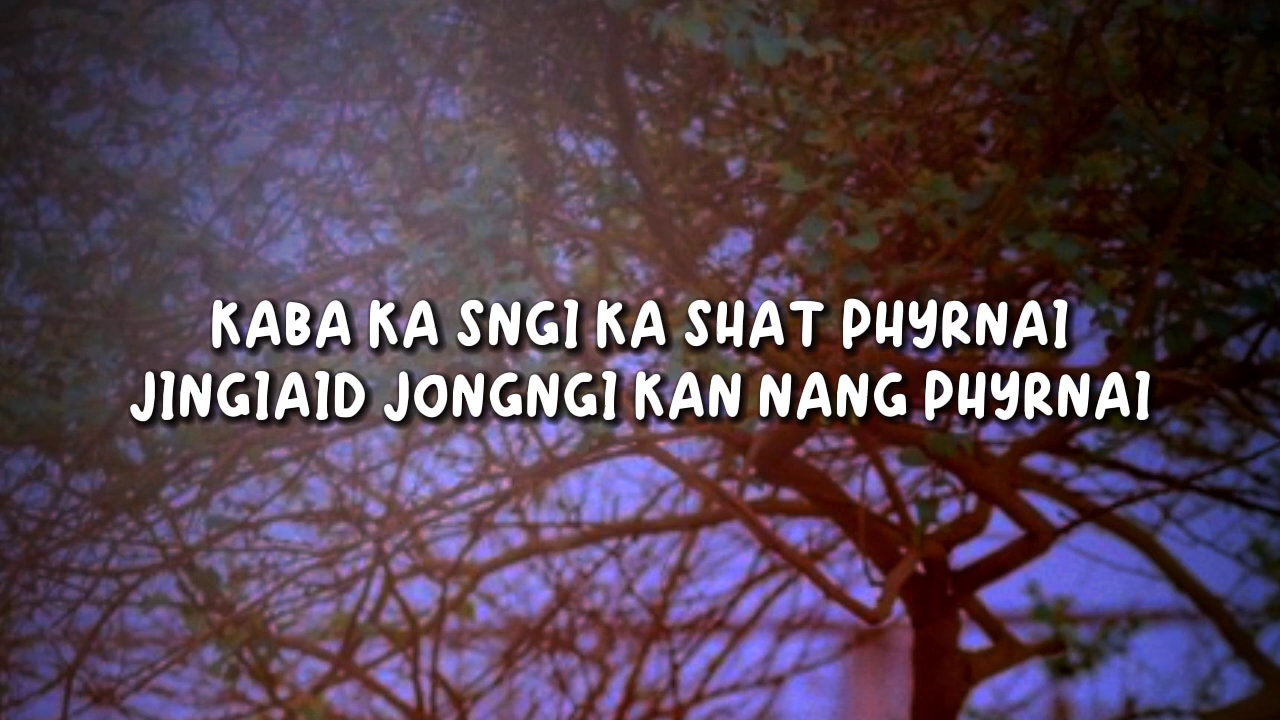 KABA KA SNGI KA SHAT PHYRNAI
JINGIAID JONGNGI KAN NANG PHYRNAI